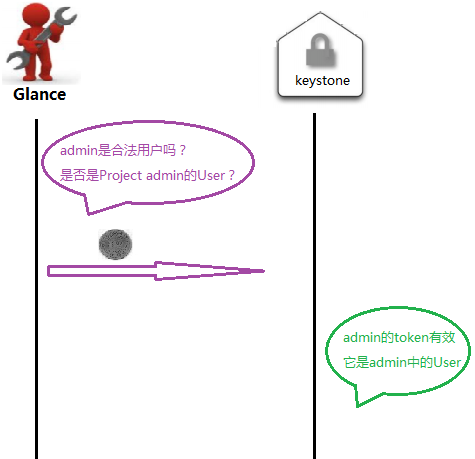 Glance
keystone
admin是合法用户吗？
是否是Project admin的User？
admin的token有效
它是admin中的User